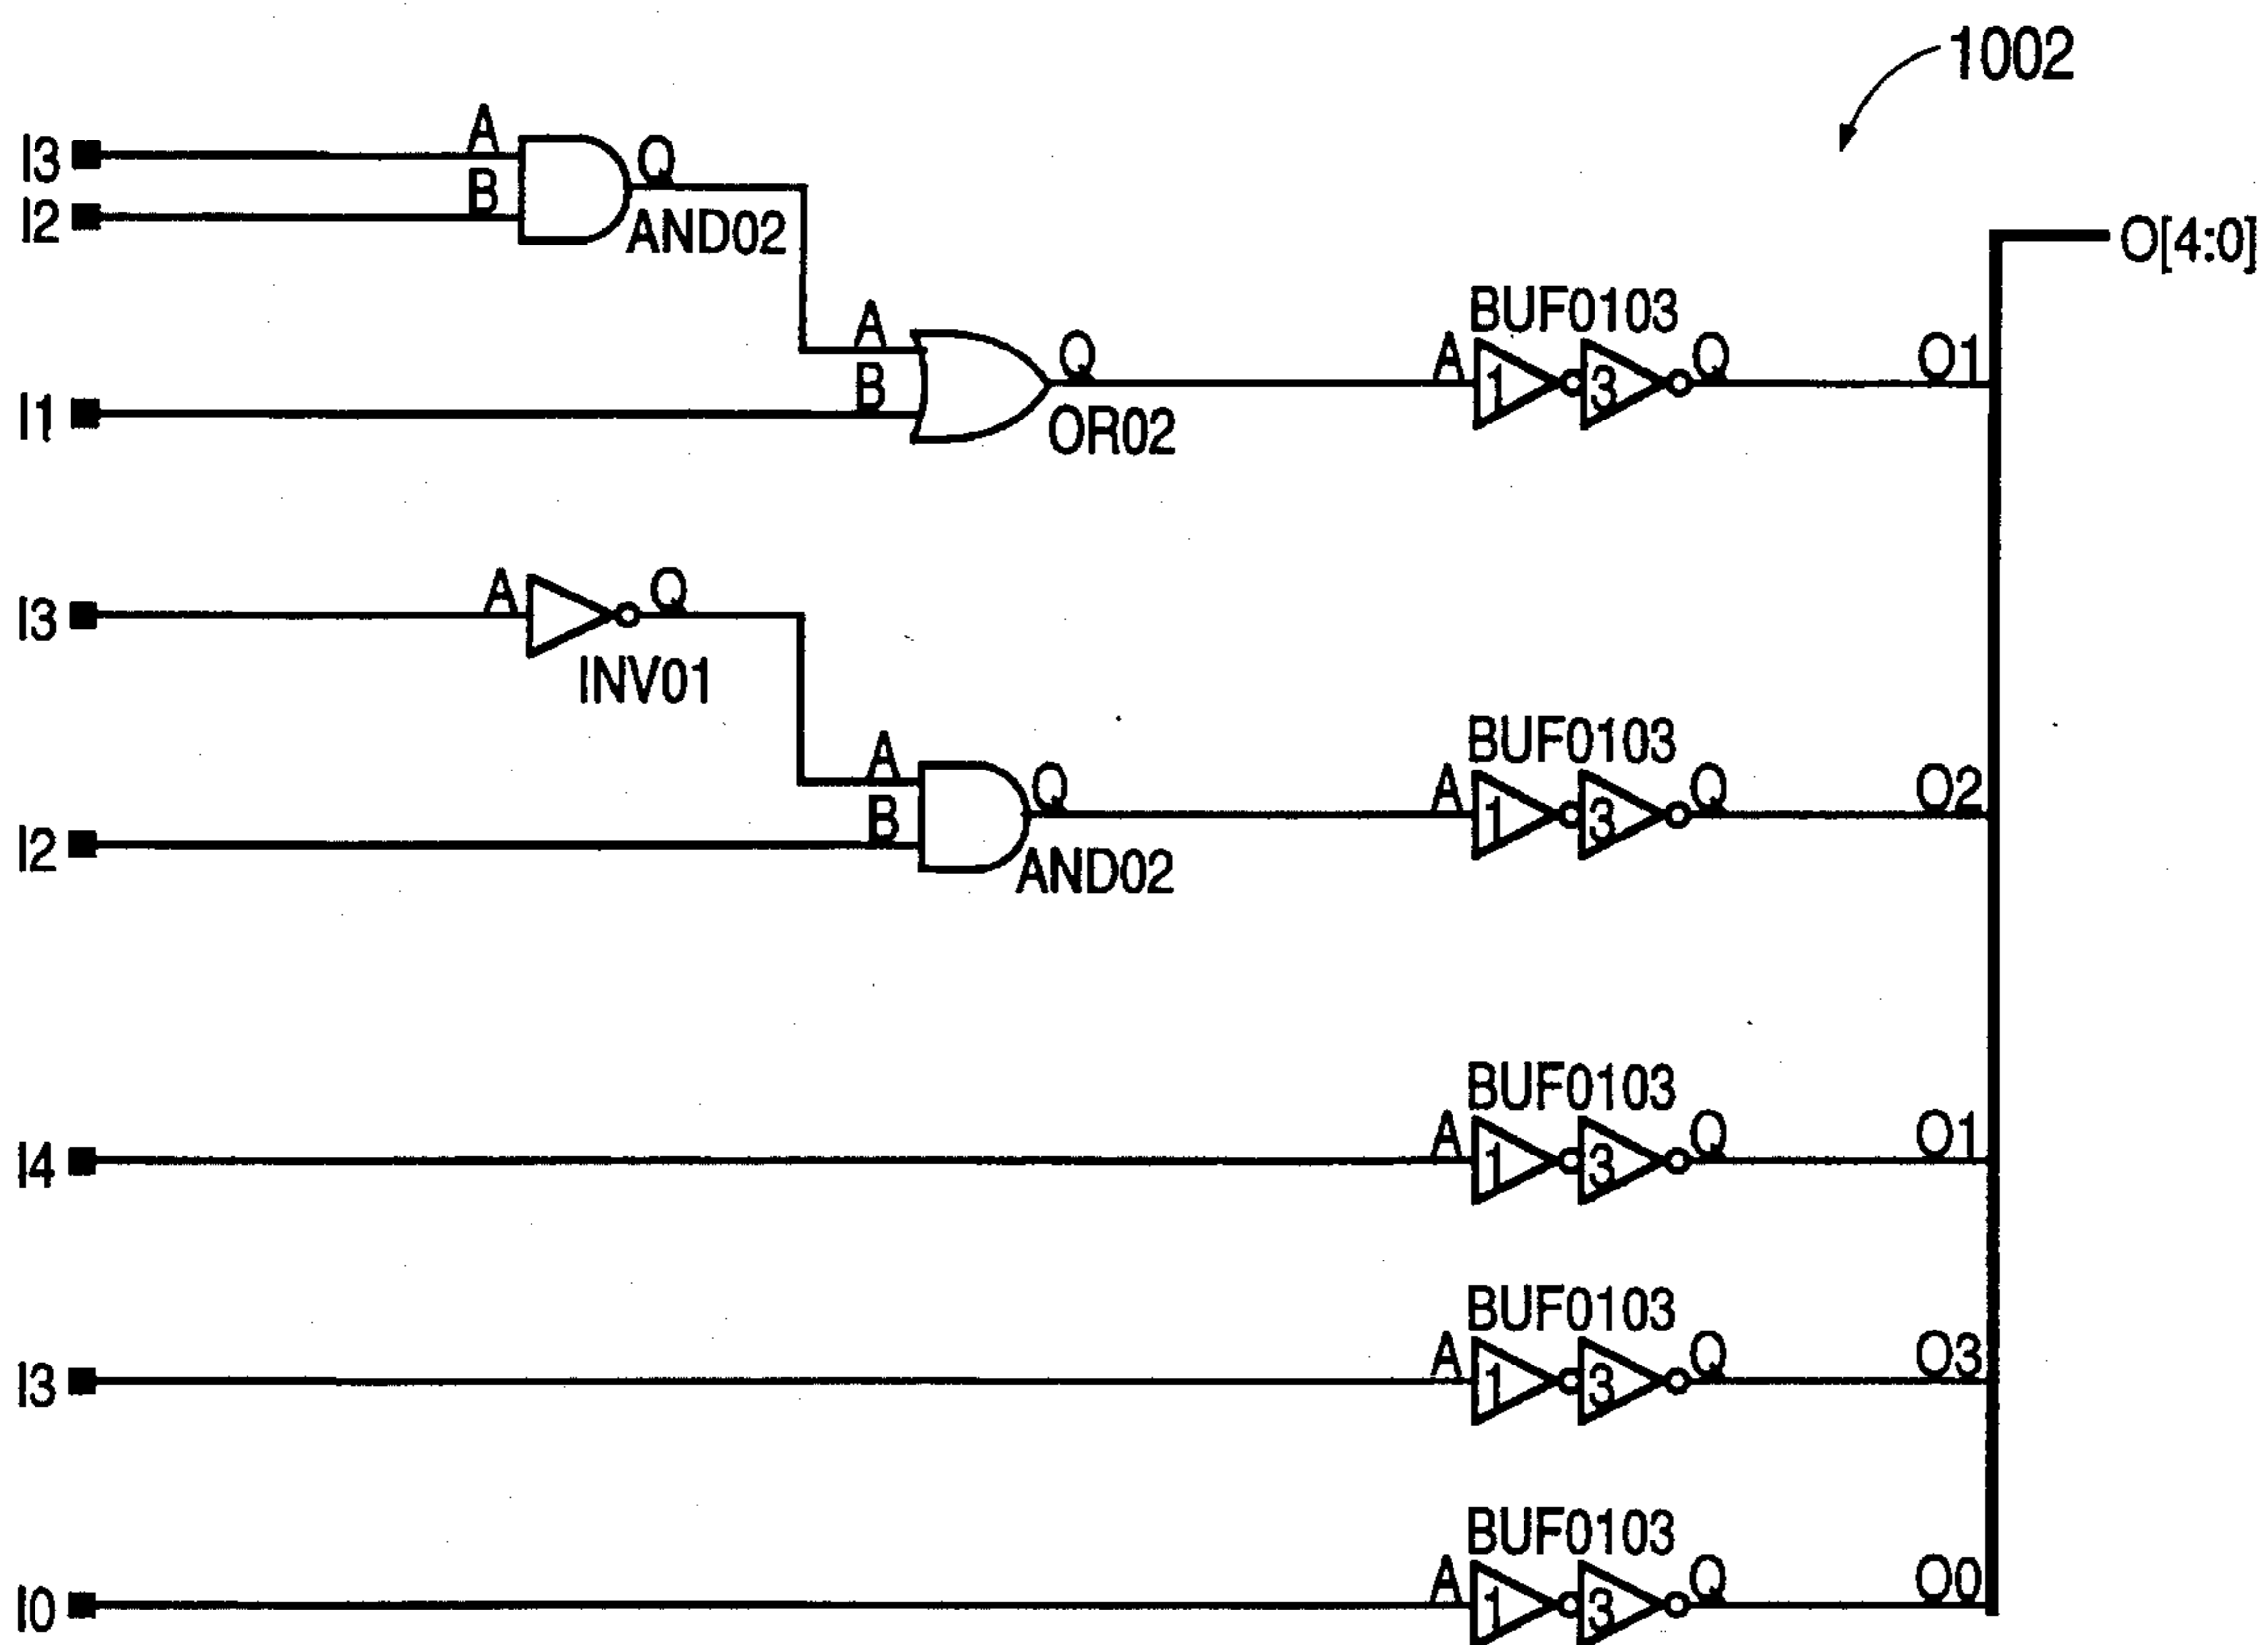 1002
I3
A
Q
I2
B
AND02
O[4:0]
A
Q
BUF0103
A
1
3
Q
O1
I1
B
OR02
I3
A
Q
INV01
A
Q
BUF0103
A
1
3
Q
O2
I2
B
AND02
BUF0103
I4
A
1
3
Q
O1
BUF0103
I3
A
1
3
Q
O3
BUF0103
I0
A
1
3
Q
O0